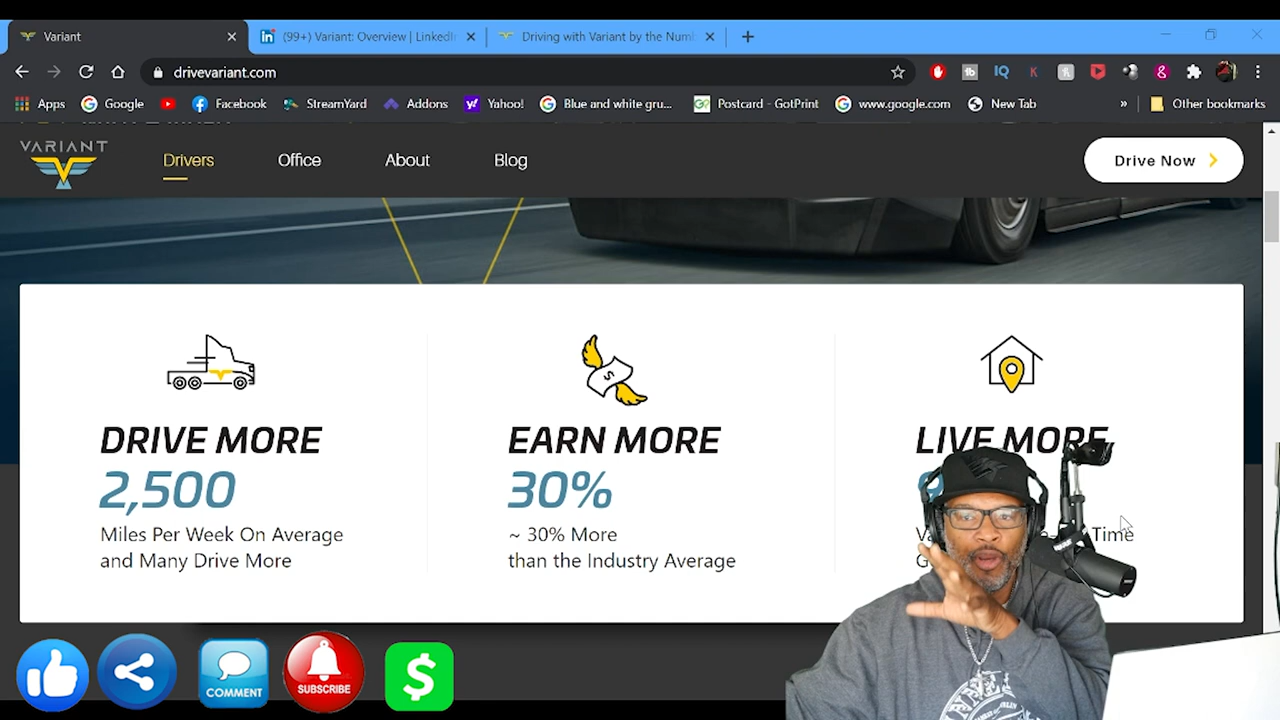 Variant
(99+) Variant: Overview | LinkedIn
Driving with Variant by the Numb
drivevariant.com
Apps Google Facebook StreamYard Addons Yahoo! Blue and white gru... Postcard - GotPrint www.google.com New Tab » Other bookmarks
VARIANT
Drivers Office About Blog Drive Now
DRIVE MORE
2,500
Miles Per Week On Average
and Many Drive More
EARN MORE
30%
~ 30% More
than the Industry Average
LIVE MORE
Time
COMMENT
SUBSCRIBE
$